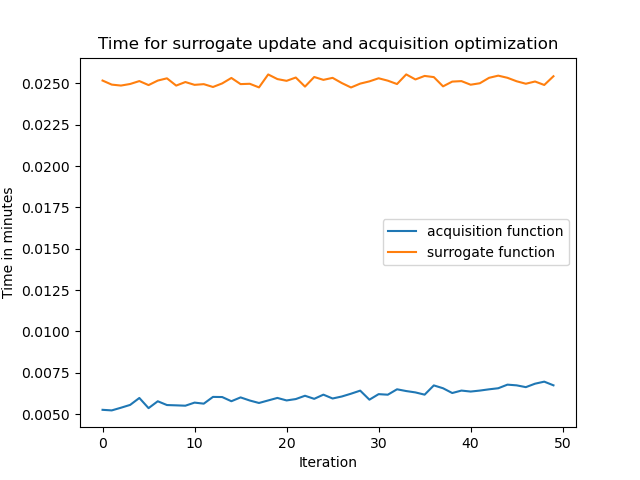 Time for surrogate update and acquisition optimization
0.0250
0.0225
0.0200
0.0175
0.0150
0.0125
0.0100
0.0075
0.0050
Time in minutes
acquisition function
surrogate function
0 10 20 30 40 50
Iteration